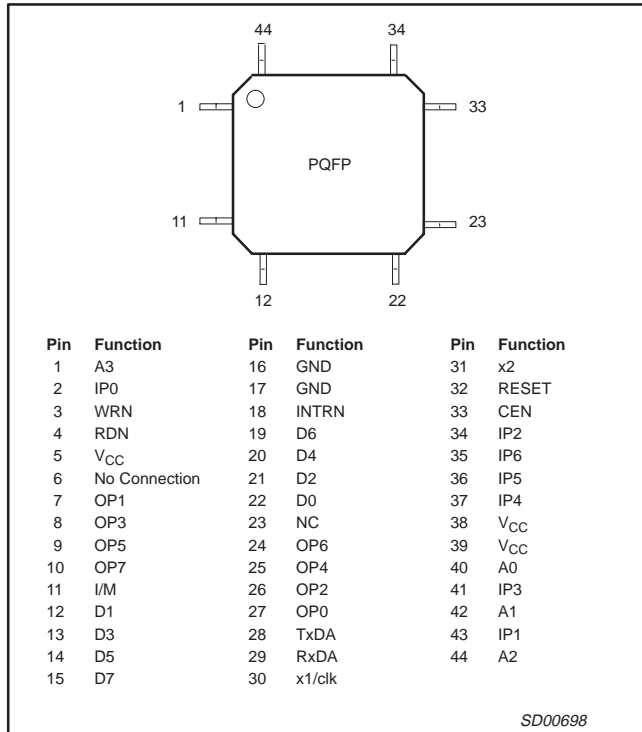 44 34
1 33
PQFP
11 23
12 22
Pin Function Pin Function Pin Function
1 A3 16 GND 31 x2
2 IP0 17 GND 32 RESET
3 WRN 18 INTRN 33 CEN
4 RDN 19 D6 34 IP2
5 VCC 20 D4 35 IP6
6 No Connection 21 D2 36 IP5
7 OP1 22 D0 37 IP4
8 OP3 23 NC 38 VCC
9 OP5 24 OP6 39 VCC
10 OP7 25 OP4 40 A0
11 I/M 26 OP2 41 IP3
12 D1 27 OP0 42 A1
13 D3 28 TxDA 43 IP1
14 D5 29 RxDA 44 A2
15 D7 30 x1/clk
SD00698